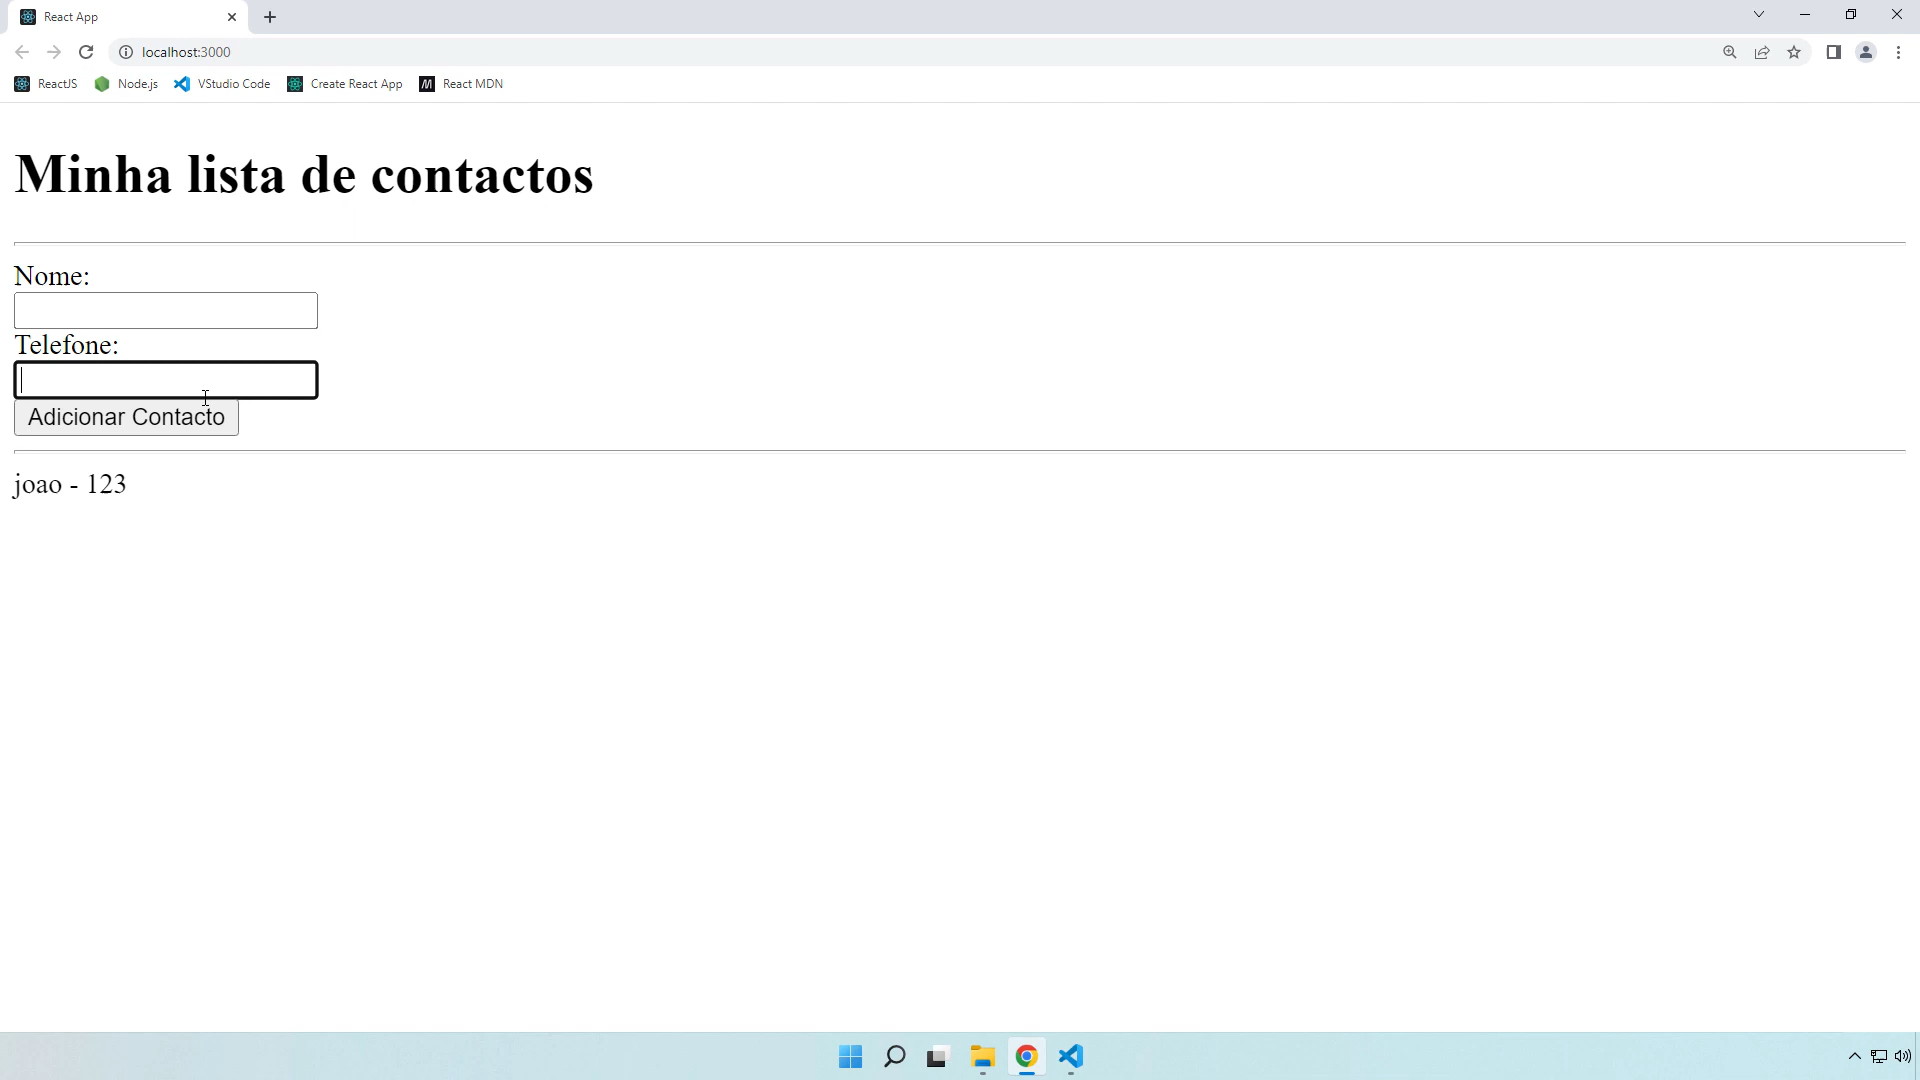 React App
localhost:3000
ReactJS Node.js VStudio Code Create React App React MDN
Minha lista de contactos
Nome:
Telefone:
Adicionar Contacto
joao - 123